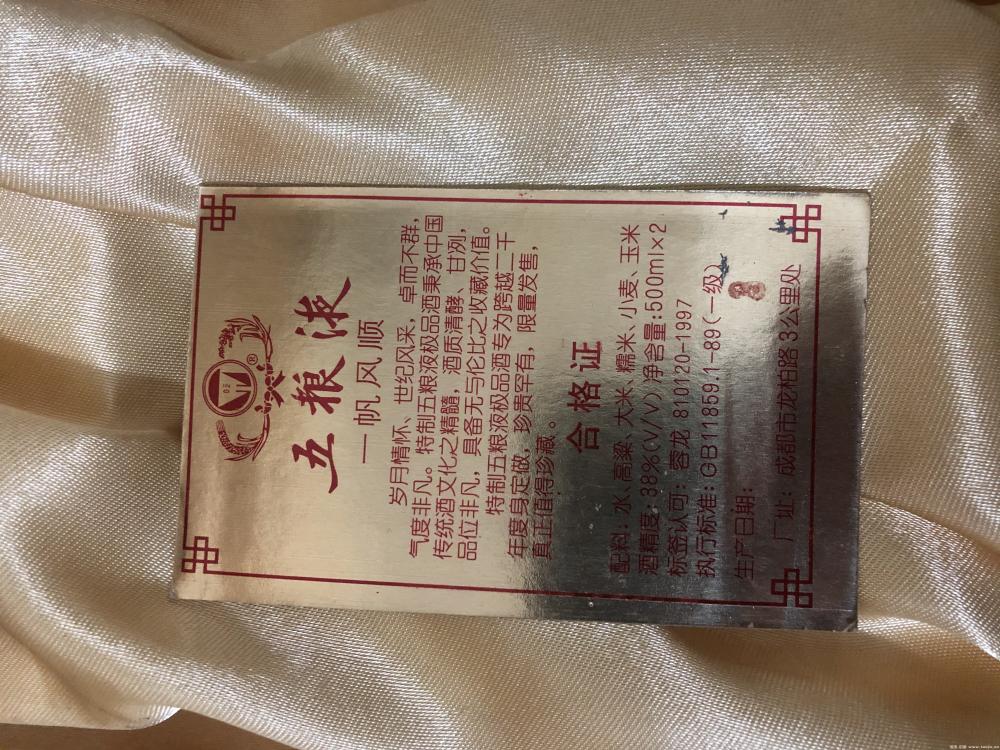 五粮液
®
一帆风顺
岁月情怀、世纪风采，卓而不群，
气度非凡。特制五粮液极品酒秉承中国
传统酒文化之精髓，酒质清醇、甘冽，
品位非凡，具备无与伦比之收藏价值。
特制五粮液极品酒专为跨越二千
年度身定做，珍贵罕有，限量发售，
真正值得珍藏。
合格证
配料：水、高粱、大米、糯米、小麦、玉米
酒精度：38%(V/V)净含量：500ml×2
标签认可：蓉龙 810120-1997
执行标准：GB11859.1-89(一级)
生产日期：
厂址：成都市龙柏路3公里处